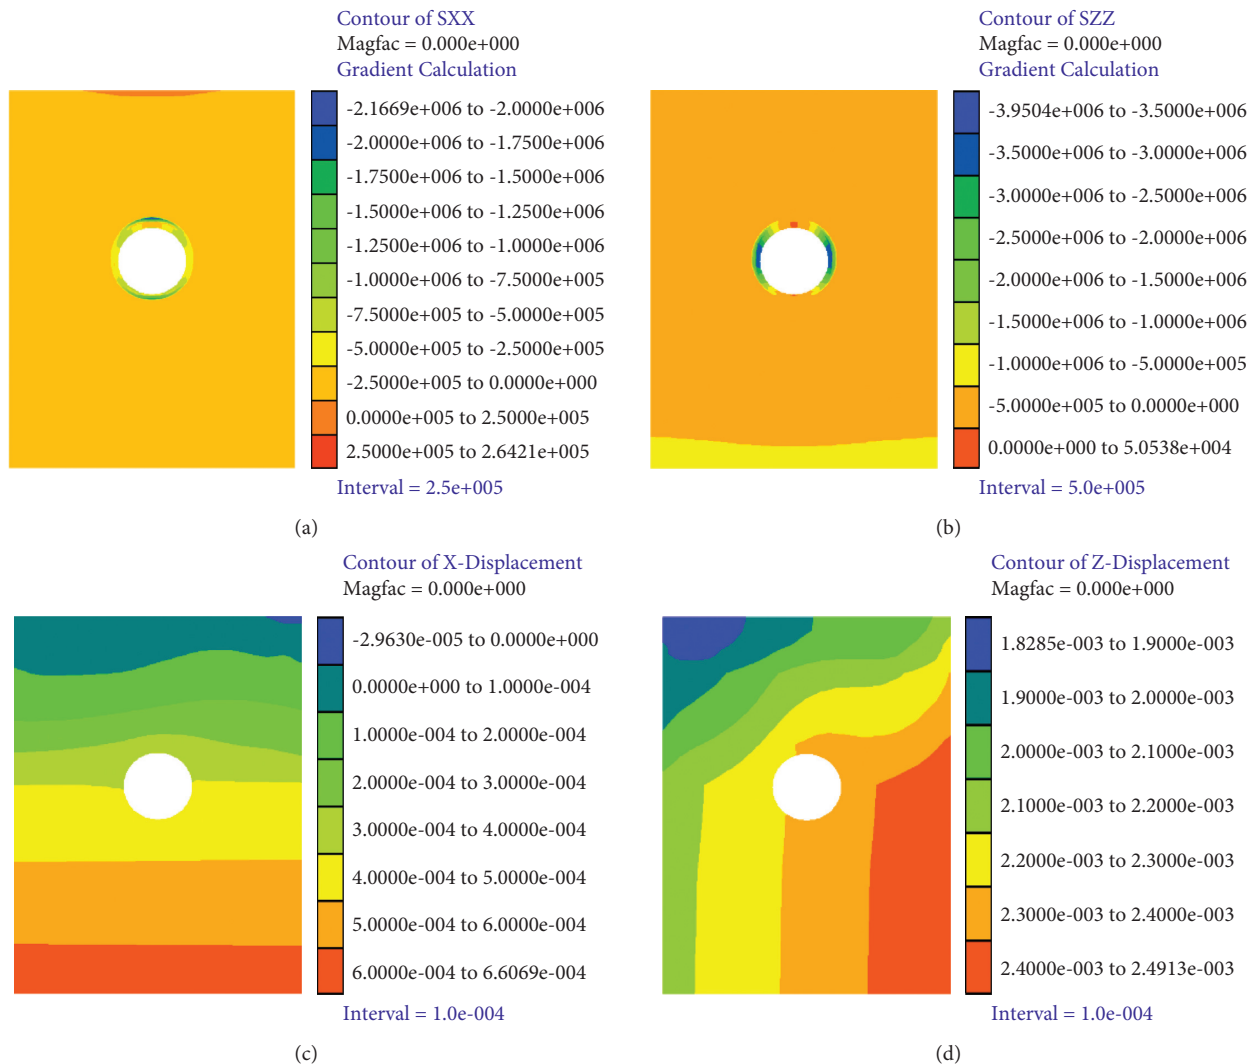 Contour of SXX
Magfac = 0.000e+000
Gradient Calculation
-2.1669e+006 to -2.0000e+006
-2.0000e+006 to -1.7500e+006
-1.7500e+006 to -1.5000e+006
-1.5000e+006 to -1.2500e+006
-1.2500e+006 to -1.0000e+006
-1.0000e+006 to -7.5000e+005
-7.5000e+005 to -5.0000e+005
-5.0000e+005 to -2.5000e+005
-2.5000e+005 to 0.0000e+000
0.0000e+005 to 2.5000e+005
2.5000e+005 to 2.6421e+005
Interval = 2.5e+005
(a)
Contour of SZZ
Magfac = 0.000e+000
Gradient Calculation
-3.9504e+006 to -3.5000e+006
-3.5000e+006 to -3.0000e+006
-3.0000e+006 to -2.5000e+006
-2.5000e+006 to -2.0000e+006
-2.0000e+006 to -1.5000e+006
-1.5000e+006 to -1.0000e+006
-1.0000e+006 to -5.0000e+005
-5.0000e+005 to 0.0000e+000
0.0000e+000 to 5.0538e+004
Interval = 5.0e+005
(b)
Contour of X-Displacement
Magfac = 0.000e+000
-2.9630e-005 to 0.0000e+000
0.0000e+000 to 1.0000e-004
1.0000e-004 to 2.0000e-004
2.0000e-004 to 3.0000e-004
3.0000e-004 to 4.0000e-004
4.0000e-004 to 5.0000e-004
5.0000e-004 to 6.0000e-004
6.0000e-004 to 6.6069e-004
Interval = 1.0e-004
(c)
Contour of Z-Displacement
Magfac = 0.000e+000
1.8285e-003 to 1.9000e-003
1.9000e-003 to 2.0000e-003
2.0000e-003 to 2.1000e-003
2.1000e-003 to 2.2000e-003
2.2000e-003 to 2.3000e-003
2.3000e-003 to 2.4000e-003
2.4000e-003 to 2.4913e-003
Interval = 1.0e-004
(d)